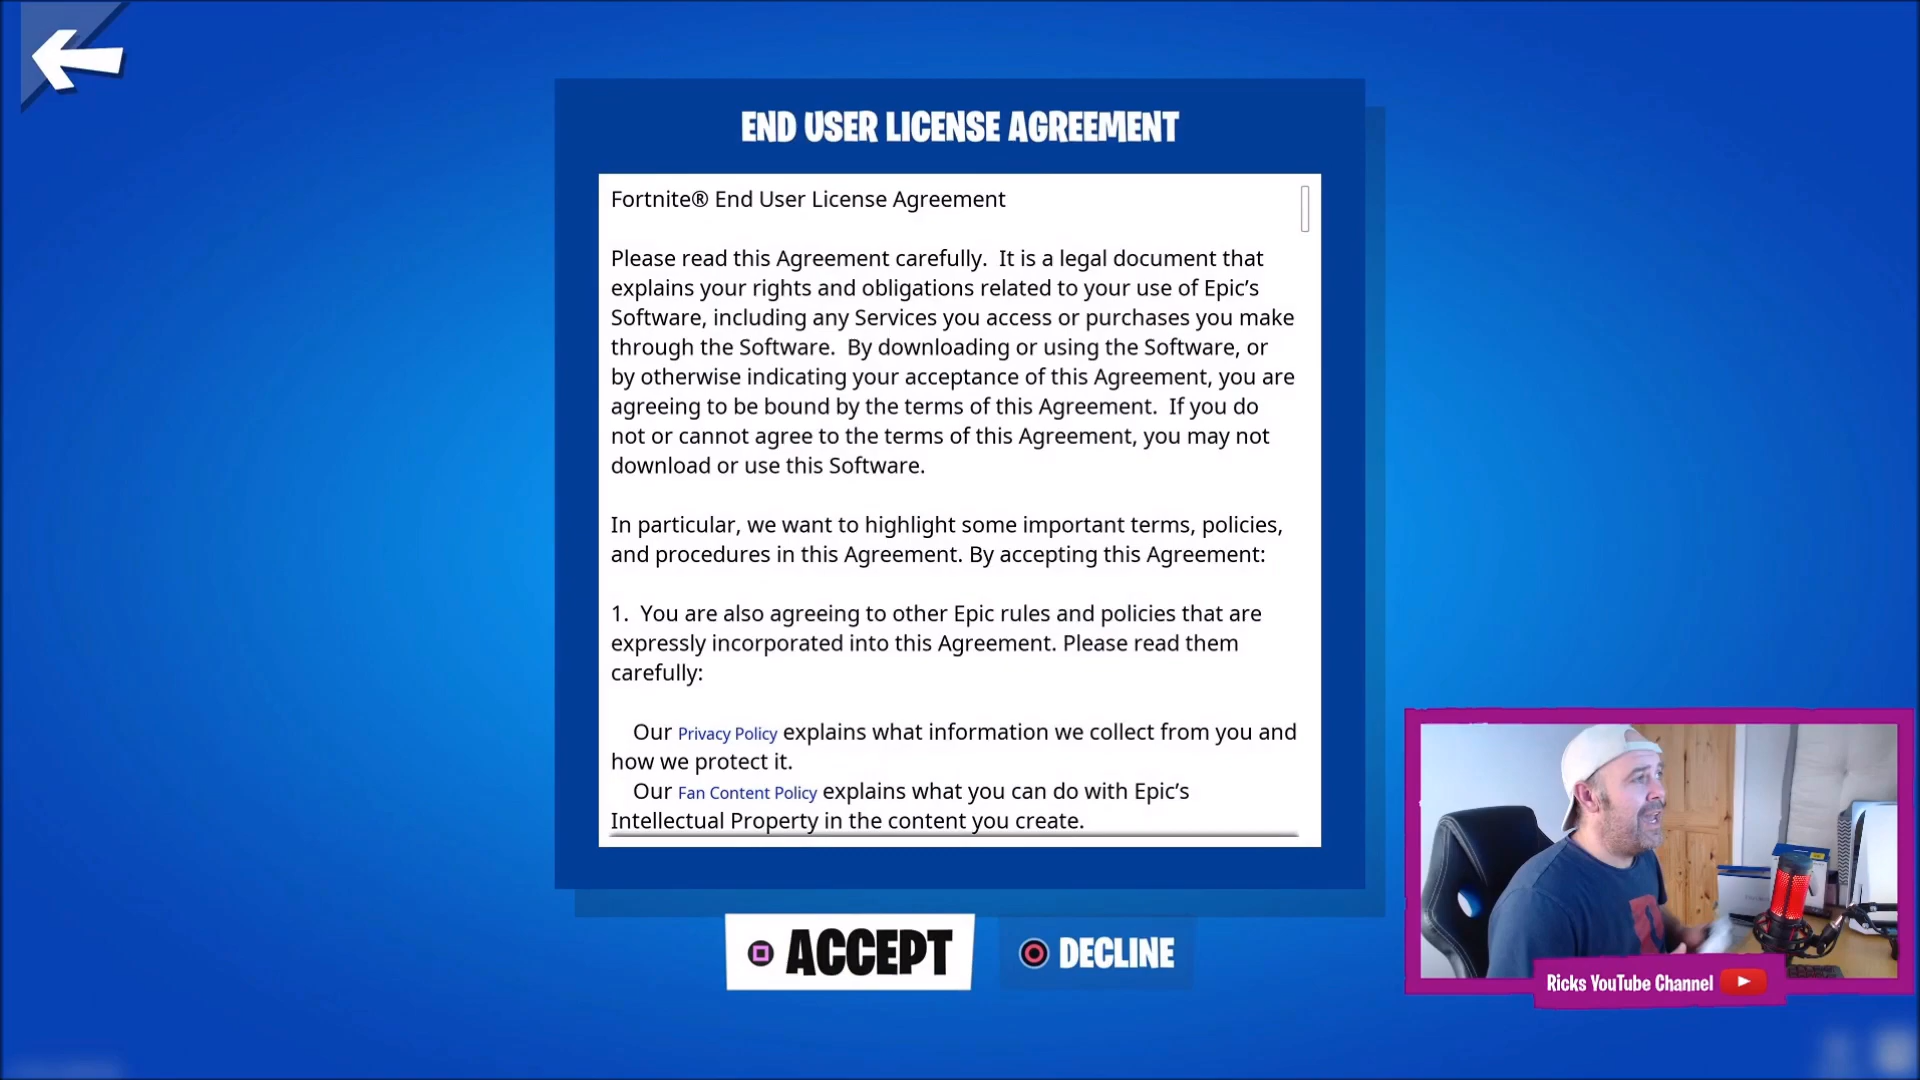 END USER LICENSE AGREEMENT
Fortnite® End User License Agreement
Please read this Agreement carefully.  It is a legal document that
explains your rights and obligations related to your use of Epic’s
Software, including any Services you access or purchases you make
through the Software.  By downloading or using the Software, or
by otherwise indicating your acceptance of this Agreement, you are
agreeing to be bound by the terms of this Agreement.  If you do
not or cannot agree to the terms of this Agreement, you may not
download or use this Software.
In particular, we want to highlight some important terms, policies,
and procedures in this Agreement. By accepting this Agreement:
1.  You are also agreeing to other Epic rules and policies that are
expressly incorporated into this Agreement. Please read them
carefully:
Our Privacy Policy explains what information we collect from you and
how we protect it.
Our Fan Content Policy explains what you can do with Epic’s
Intellectual Property in the content you create.
ACCEPT
DECLINE
Ricks YouTube Channel